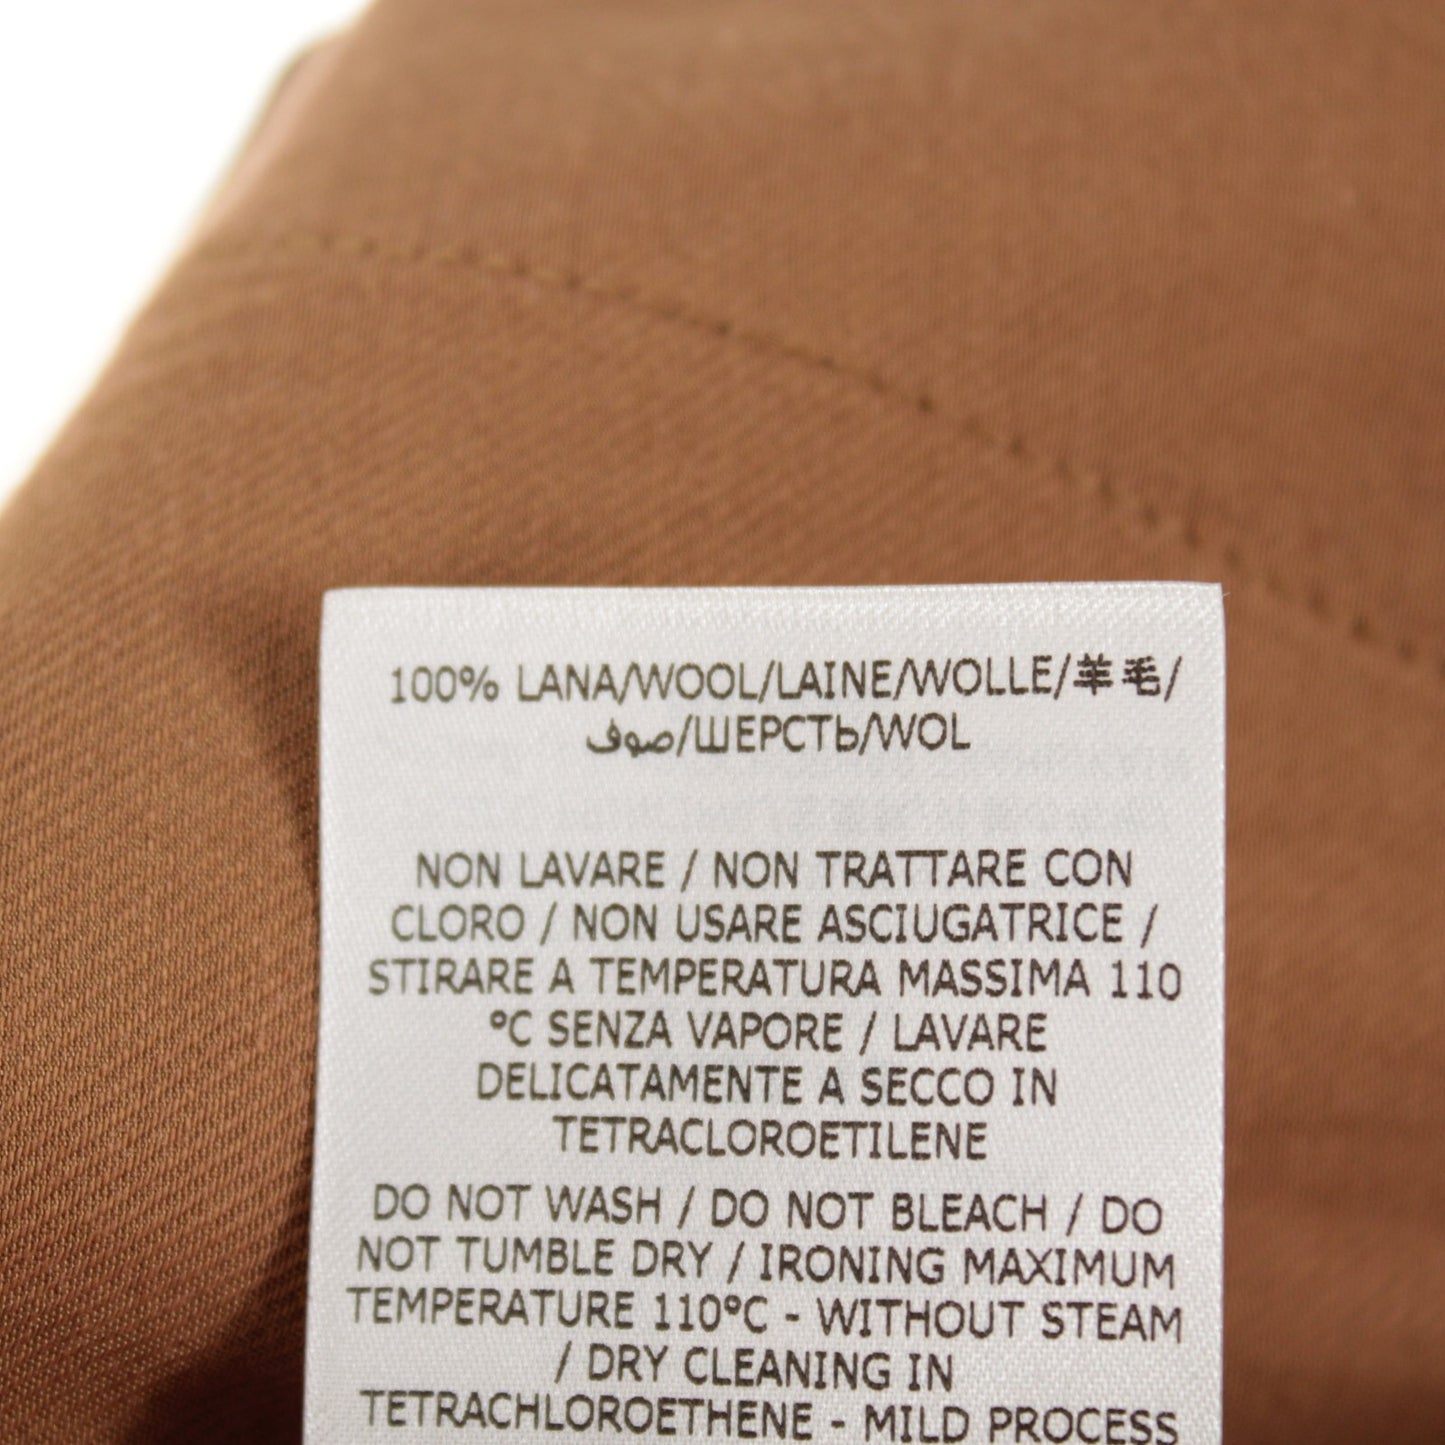 100% LANA/WOOL/LAINE/WOLLE/羊毛/
صوف/ШЕРСТЬ/WOL
NON LAVARE / NON TRATTARE CON
CLORO / NON USARE ASCIUGATRICE /
STIRARE A TEMPERATURA MASSIMA 110
°C SENZA VAPORE / LAVARE
DELICATAMENTE A SECCO IN
TETRACLOROETILENE
DO NOT WASH / DO NOT BLEACH / DO
NOT TUMBLE DRY / IRONING MAXIMUM
TEMPERATURE 110°C - WITHOUT STEAM
/ DRY CLEANING IN
TETRACHLOROETHENE - MILD PROCESS